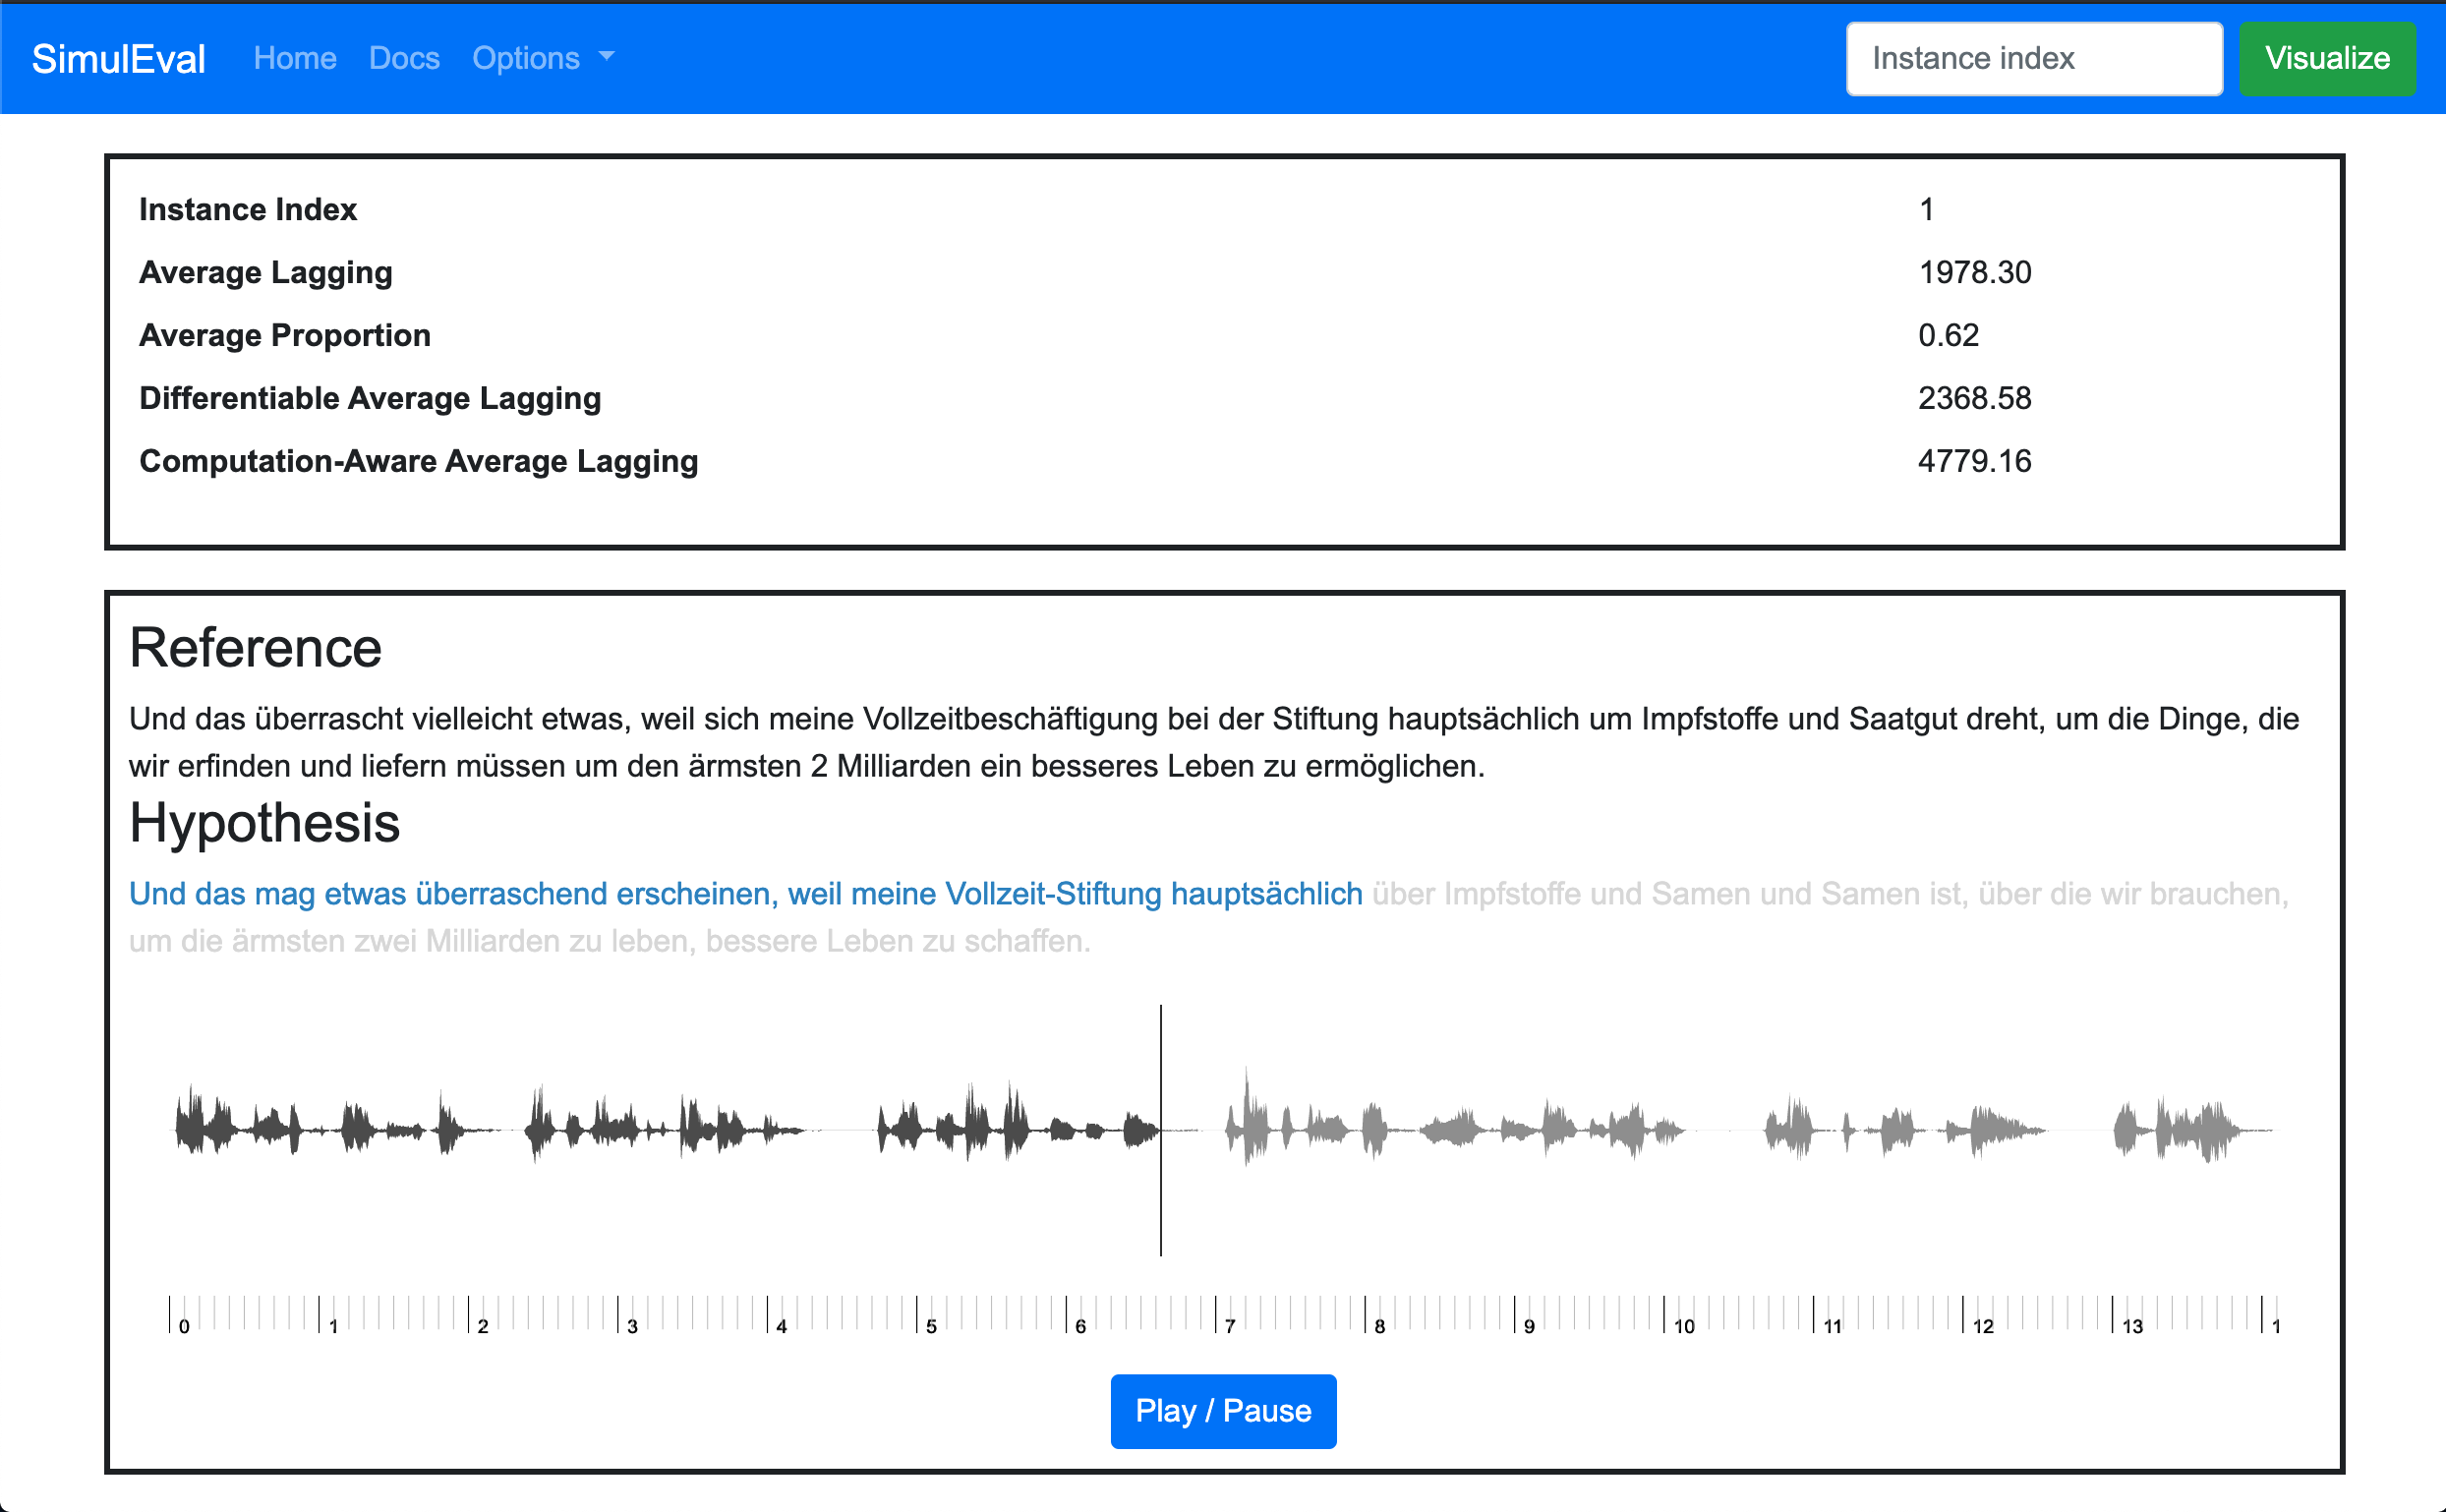 SimulEval Home Docs Options Instance index Visualize
Instance Index 1
Average Lagging 1978.30
Average Proportion 0.62
Differentiable Average Lagging 2368.58
Computation-Aware Average Lagging 4779.16
Reference
Und das überrascht vielleicht etwas, weil sich meine Vollzeitbeschäftigung bei der Stiftung hauptsächlich um Impfstoffe und Saatgut dreht, um die Dinge, die
wir erfinden und liefern müssen um den ärmsten 2 Milliarden ein besseres Leben zu ermöglichen.
Hypothesis
Und das mag etwas überraschend erscheinen, weil meine Vollzeit-Stiftung hauptsächlich über Impfstoffe und Samen und Samen ist, über die wir brauchen,
um die ärmsten zwei Milliarden zu leben, bessere Leben zu schaffen.
0 1 2 3 4 5 6 7 8 9 10 11 12 13 1
Play / Pause